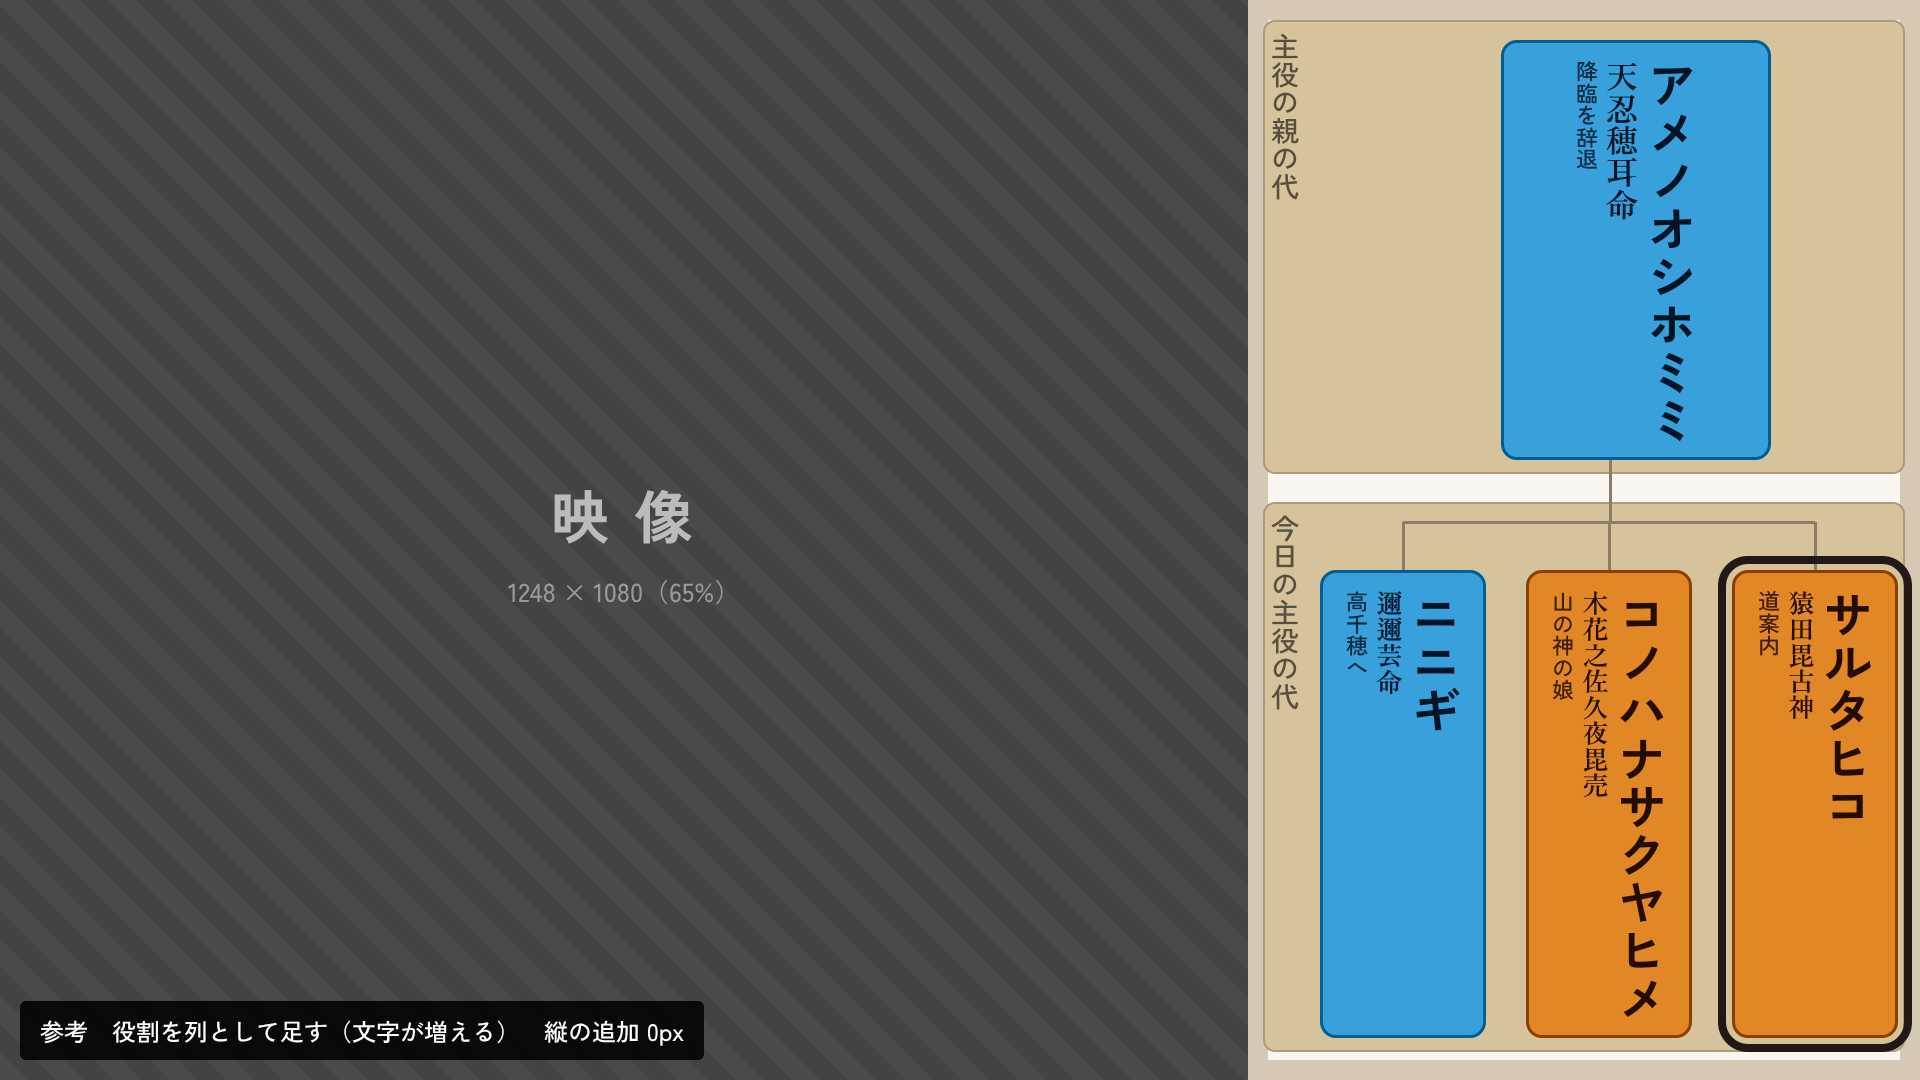 映像
1248 × 1080（65%）
参考　役割を列として足す（文字が増える）　縦の追加 0px
主役の親の代
アメノオシホミミ
天忍穂耳命
降臨を辞退
今日の主役の代
サルタヒコ
猿田毘古神
道案内
コノハナサクヤヒメ
木花之佐久夜毘売
山の神の娘
ニニギ
邇邇芸命
高千穂へ